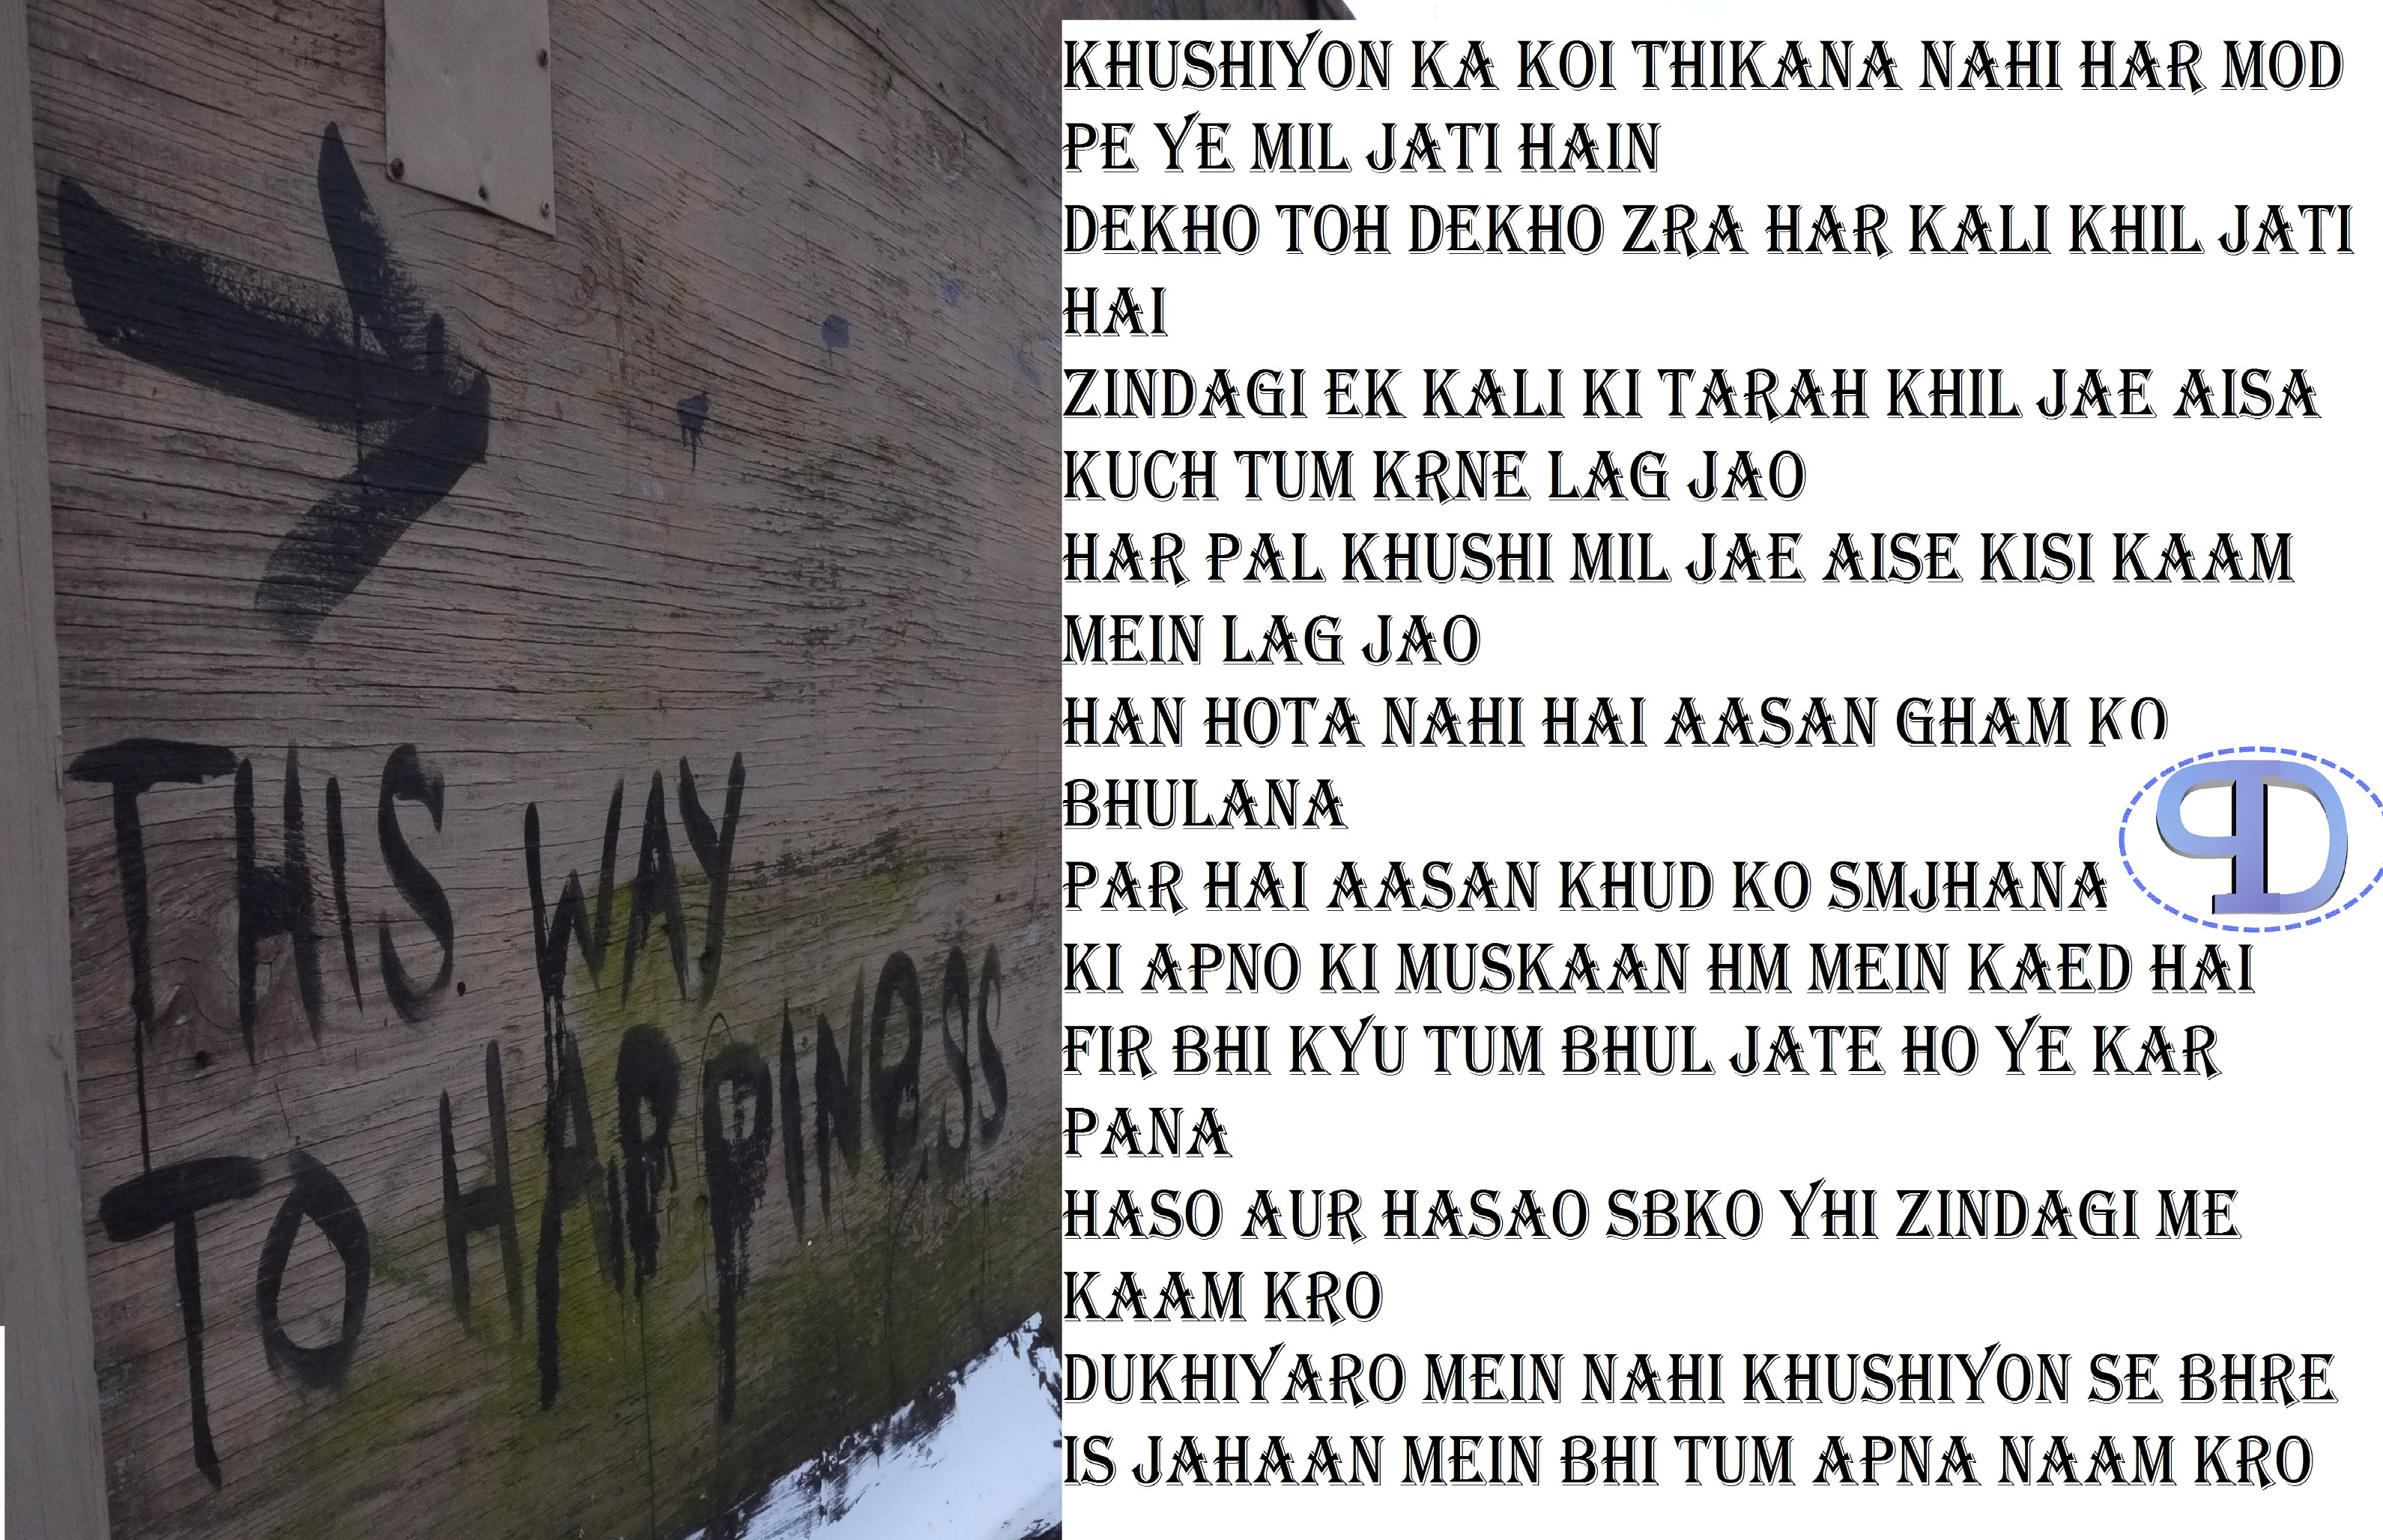 THIS WAY
TO HAPPINESS
KHUSHIYON KA KOI THIKANA NAHI HAR MOD
PE YE MIL JATI HAIN
DEKHO TOH DEKHO ZRA HAR KALI KHIL JATI
HAI
ZINDAGI EK KALI KI TARAH KHIL JAE AISA
KUCH TUM KRNE LAG JAO
HAR PAL KHUSHI MIL JAE AISE KISI KAAM
MEIN LAG JAO
HAN HOTA NAHI HAI AASAN GHAM KO
BHULANA
PAR HAI AASAN KHUD KO SMJHANA
KI APNO KI MUSKAAN HM MEIN KAED HAI
FIR BHI KYU TUM BHUL JATE HO YE KAR
PANA
HASO AUR HASAO SBKO YHI ZINDAGI ME
KAAM KRO
DUKHIYARO MEIN NAHI KHUSHIYON SE BHRE
IS JAHAAN MEIN BHI TUM APNA NAAM KRO
PD